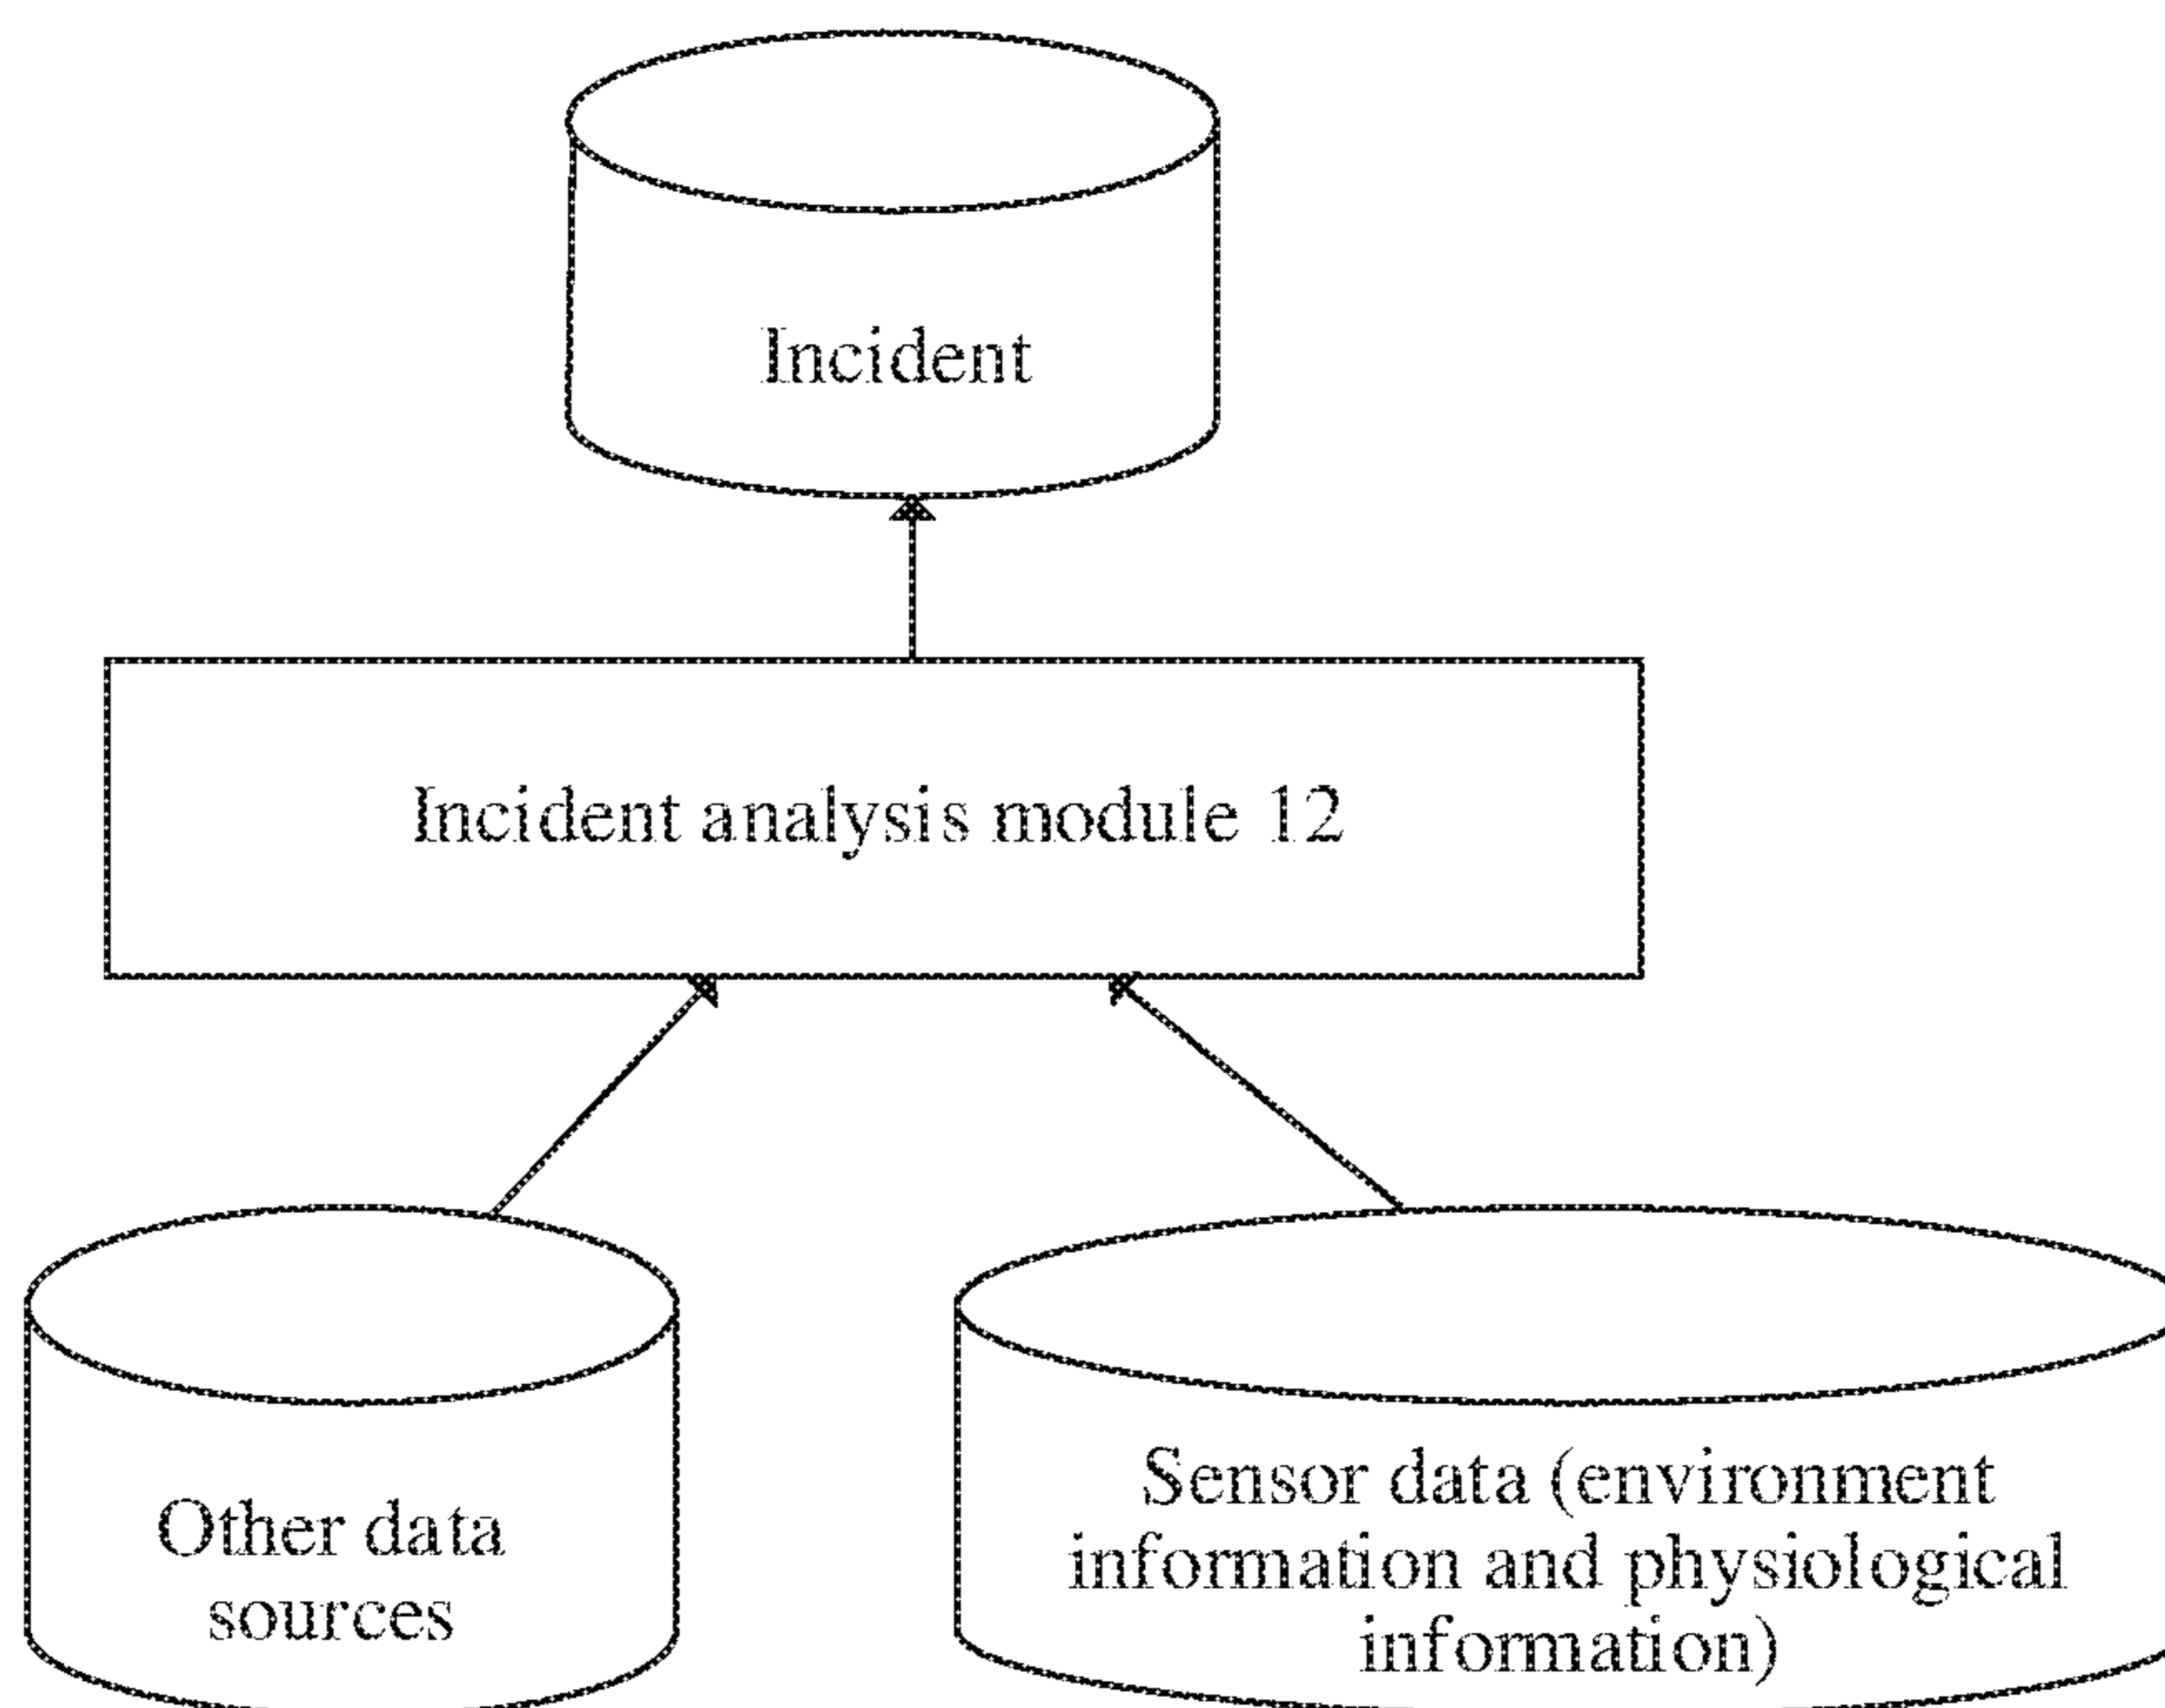 Incident
Incident analysis module 12
Other data
sources
Sensor data (environment
information and physiological
information)